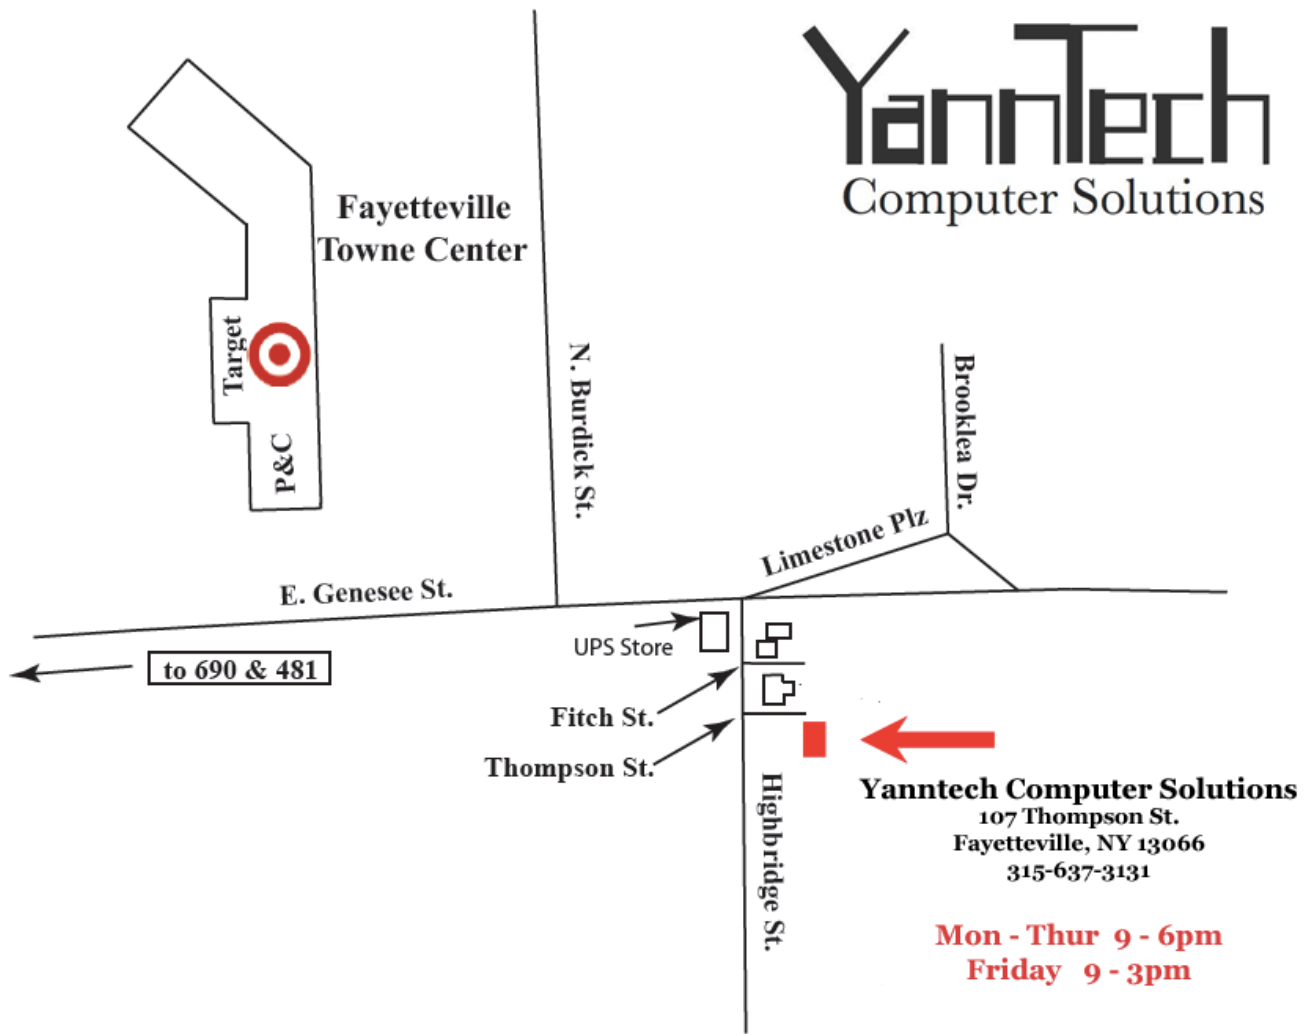 YannTech
Computer Solutions
Fayetteville
Towne Center
Target
P&C
N. Burdick St.
Brooklea Dr.
Limestone Plz
E. Genesee St.
to 690 & 481
UPS Store
Fitch St.
Thompson St.
Highbridge St.
Yanntech Computer Solutions
107 Thompson St.
Fayetteville, NY 13066
315-637-3131
Mon - Thur 9 - 6pm
Friday 9 - 3pm